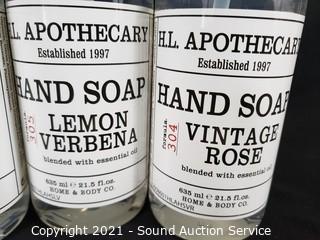 H.L. APOTHECARY
Established 1997
HAND SOAP
formula
305
LEMON
VERBENA
blended with essential oil
635 ml ℮ 21.5 fl.oz.
HOME & BODY CO.
H.L. APOTHECARY
Established 1997
HAND SOAP
formula
304
VINTAGE
ROSE
blended with essential oil
635 ml ℮ 21.5 fl.oz.
HOME & BODY CO.
Copyright 2021 - Sound Auction Service